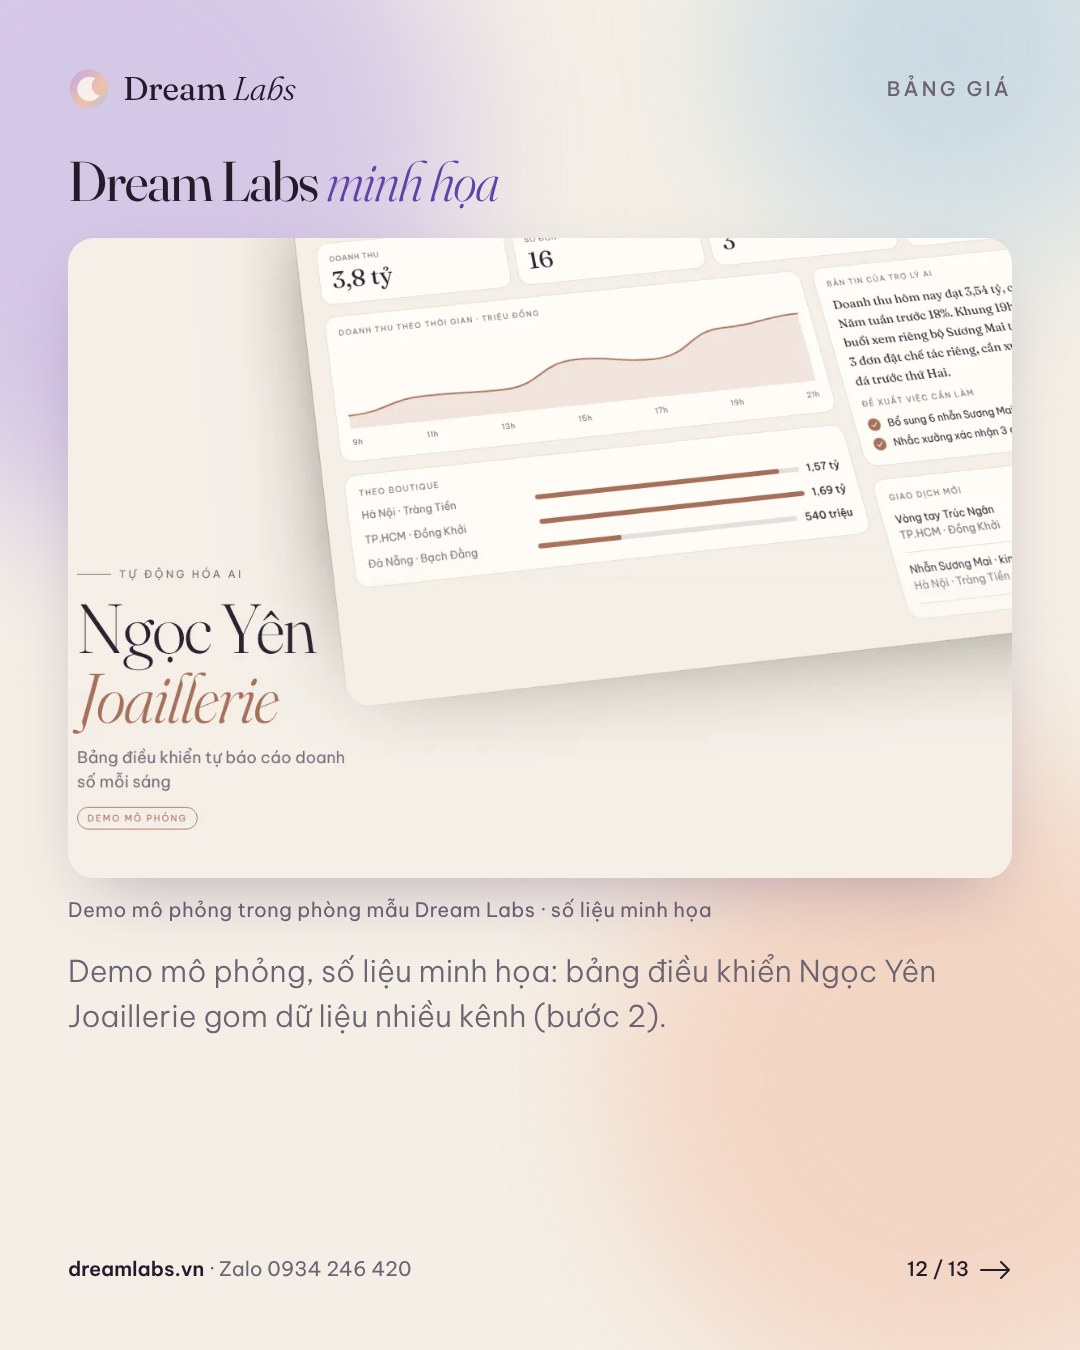 Dream Labs
BẢNG GIÁ
Dream Labs minh họa
DOANH THU
3,8 tỷ
16
3
DOANH THU THEO THỜI GIAN · TRIỆU ĐỒNG
9h 11h 13h 15h 17h 19h 21h
THEO BOUTIQUE
Hà Nội · Tràng Tiền 1,57 tỷ
TP.HCM · Đồng Khởi 1,69 tỷ
Đà Nẵng · Bạch Đằng 540 triệu
BẢN TIN CỦA TRỢ LÝ AI
Doanh thu hôm nay đạt 3,54 tỷ,
Năm tuần trước 18%. Khung 19h
buổi xem riêng bộ Sương Mai
3 đơn đặt chế tác riêng, cần
đá trước thứ Hai.
ĐỀ XUẤT VIỆC CẦN LÀM
Bổ sung 6 nhẫn Sương Mai
Nhắc xưởng xác nhận 3
GIAO DỊCH MỚI
Vòng tay Trúc Ngân
TP.HCM · Đồng Khởi
Nhẫn Sương Mai ·
Hà Nội · Tràng Tiền
TỰ ĐỘNG HÓA AI
Ngọc Yên
Joaillerie
Bảng điều khiển tự báo cáo doanh
số mỗi sáng
DEMO MÔ PHỎNG
Demo mô phỏng trong phòng mẫu Dream Labs · số liệu minh họa
Demo mô phỏng, số liệu minh họa: bảng điều khiển Ngọc Yên
Joaillerie gom dữ liệu nhiều kênh (bước 2).
dreamlabs.vn · Zalo 0934 246 420
12 / 13